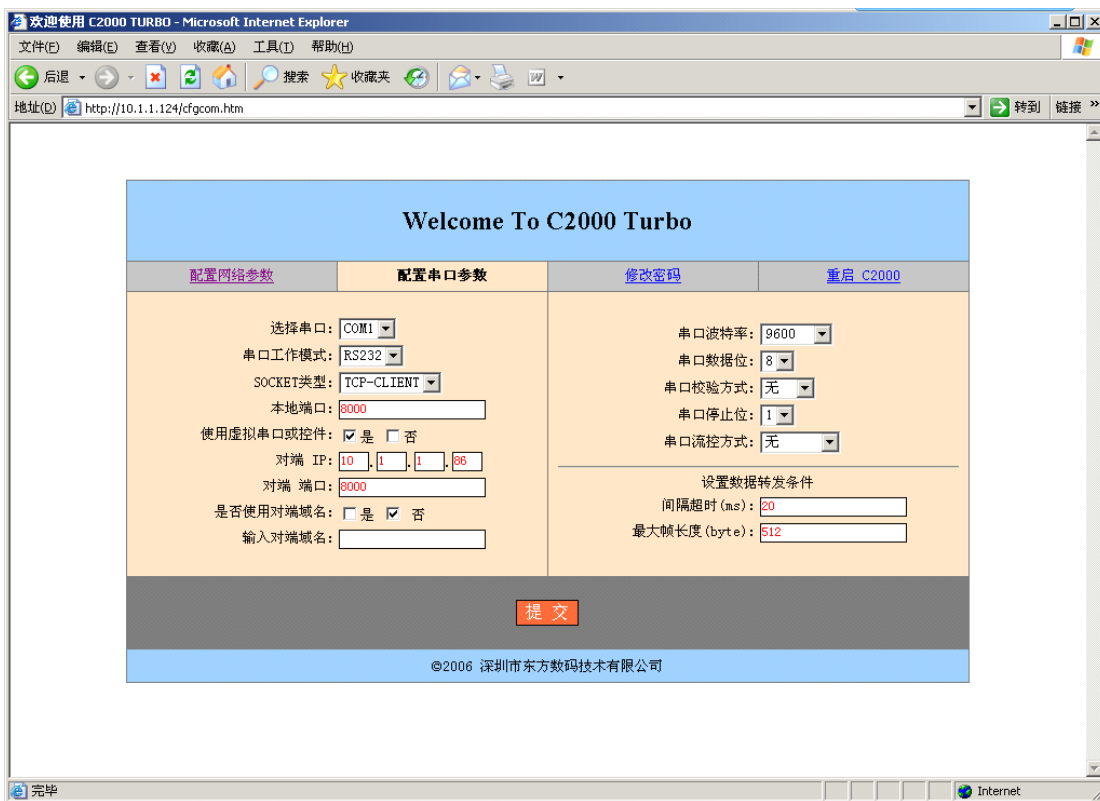 欢迎使用 C2000 TURBO - Microsoft Internet Explorer
文件(F) 编辑(E) 查看(V) 收藏(A) 工具(T) 帮助(H)
后退 搜索 收藏夹
地址(D) http://10.1.1.124/cfgcom.htm 转到 链接 »
Welcome To C2000 Turbo
配置网络参数 配置串口参数 修改密码 重启 C2000
选择串口: COM1
串口工作模式: RS232
SOCKET类型: TCP-CLIENT
本地端口: 8000
使用虚拟串口或控件: 是 否
对端 IP: 10 . 1 . 1 . 86
对端 端口: 8000
是否使用对端域名: 是 否
输入对端域名:
串口波特率: 9600
串口数据位: 8
串口校验方式: 无
串口停止位: 1
串口流控方式: 无
设置数据转发条件
间隔超时(ms): 20
最大帧长度(byte): 512
提 交
©2006 深圳市东方数码技术有限公司
完毕 Internet